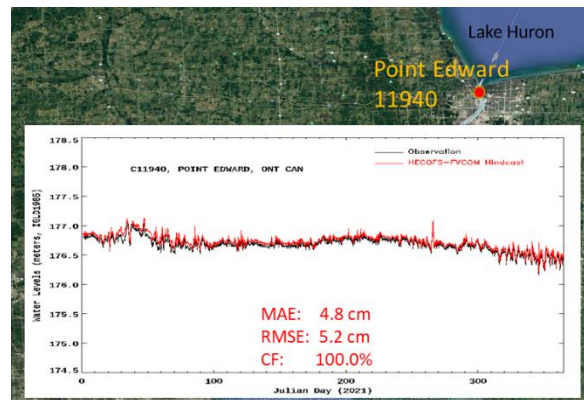 Lake Huron
Point Edward
11940
178.5
178.0
177.5
177.0
176.5
176.0
175.5
175.0
174.5
Water Levels (meters, IGLD1985)
C11940, POINT EDWARD, ONT CAN
Observation
HECOFS-FVCOM Hindcast
MAE: 4.8 cm
RMSE: 5.2 cm
CF: 100.0%
0
100
200
300
Julian Day (2021)